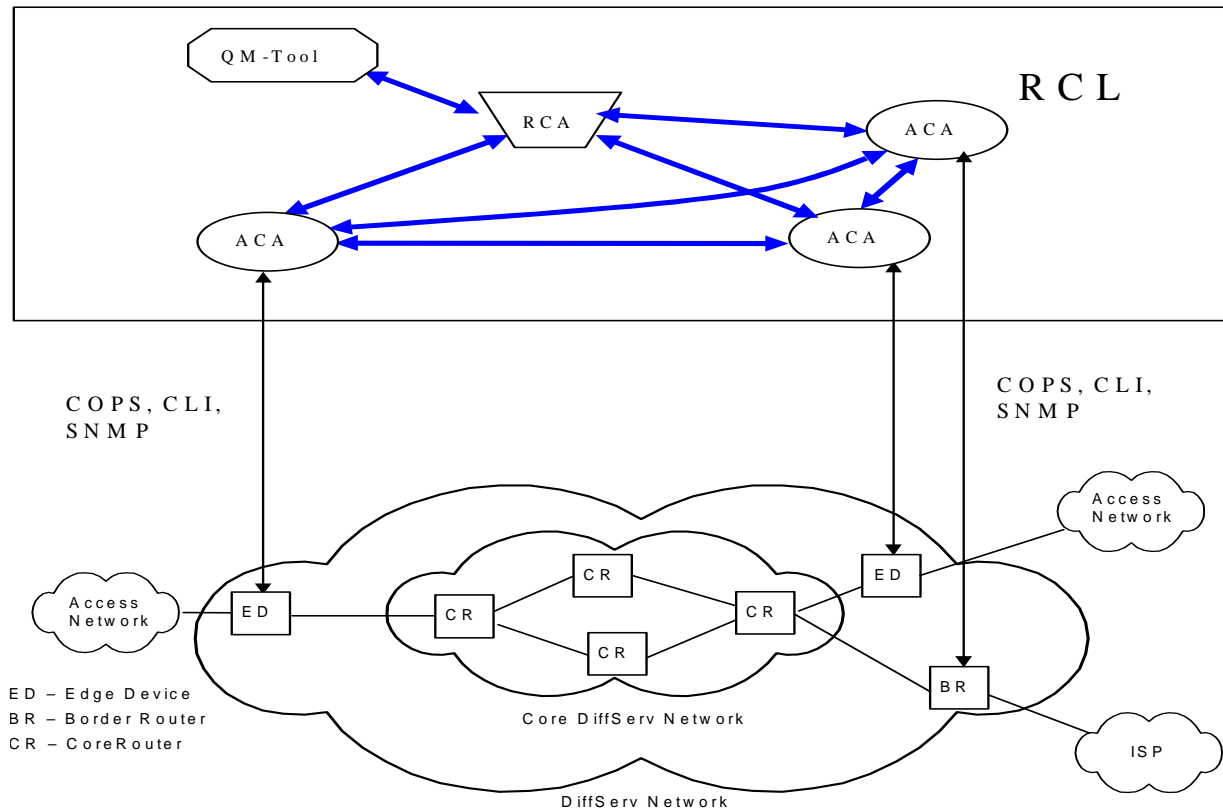 QM-Tool
RCL
RCA
ACA
ACA
ACA
COPS, CLI,
SNMP
COPS, CLI,
SNMP
Access
Network
CR
ED
Access
Network
ED
CR
CR
CR
BR
ED – Edge Device
BR – Border Router
CR – CoreRouter
Core DiffServ Network
ISP
DiffServ Network